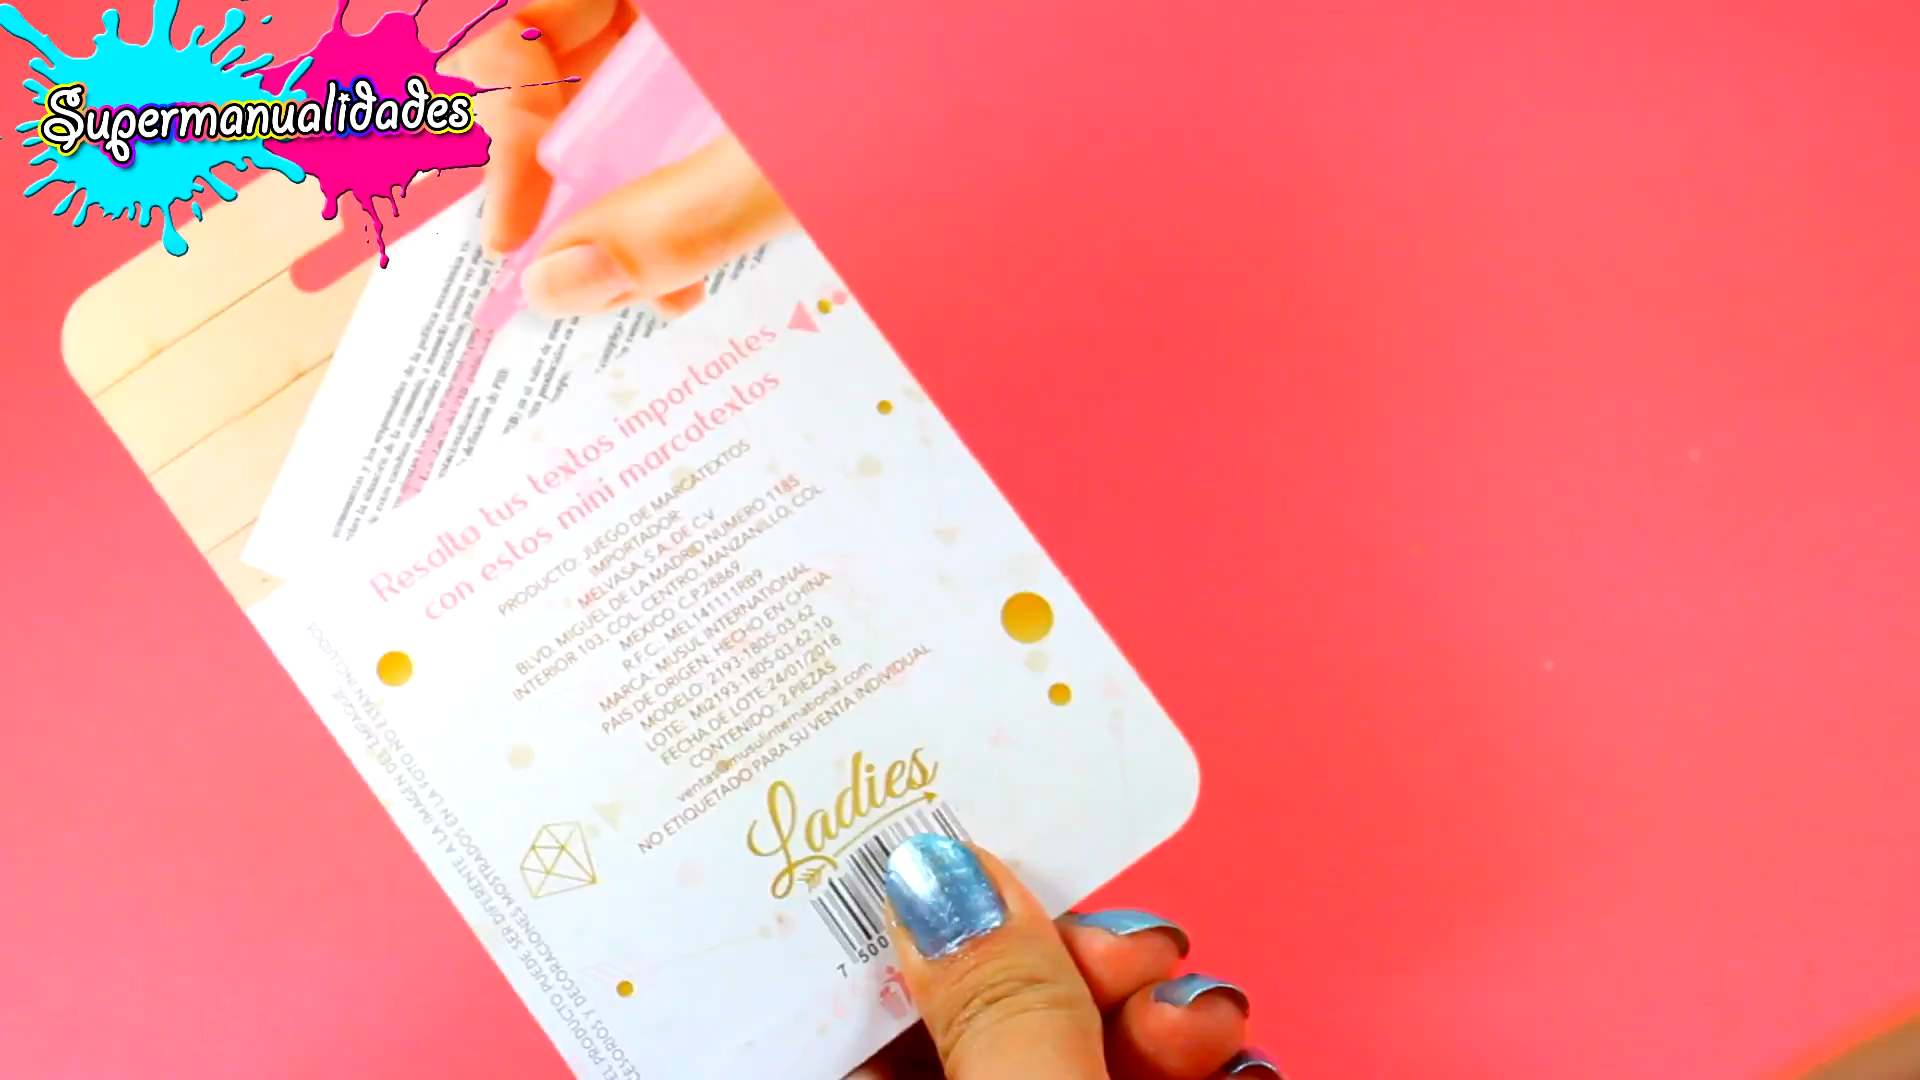 Supermanualidades
Resalta tus textos importantes
con estos mini marcatextos
PRODUCTO: JUEGO DE MARCATEXTOS
IMPORTADOR:
MELVASA, S.A. DE C.V.
BLVD. MIGUEL DE LA MADRID NUMERO 1185
INTERIOR 103, COL. CENTRO. MANZANILLO, COL.
MEXICO. C.P.28869
R.F.C.: MEL141111RB9
MARCA: MUSUL INTERNATIONAL
PAIS DE ORIGEN: HECHO EN CHINA
MODELO: 2193-1805-03-62
LOTE: MI2193-1805-03-62-10
FECHA DE LOTE:24/01/2018
CONTENIDO: 2 PIEZAS
ventas@musulinternational.com
NO ETIQUETADO PARA SU VENTA INDIVIDUAL
Ladies
7 500
EL PRODUCTO PUEDE SER DIFERENTE A LA IMAGEN DEL EMPAQUE
CESORIOS Y DECORACIONES MOSTRADOS EN LA FOTO NO ESTAN INCLUIDOS